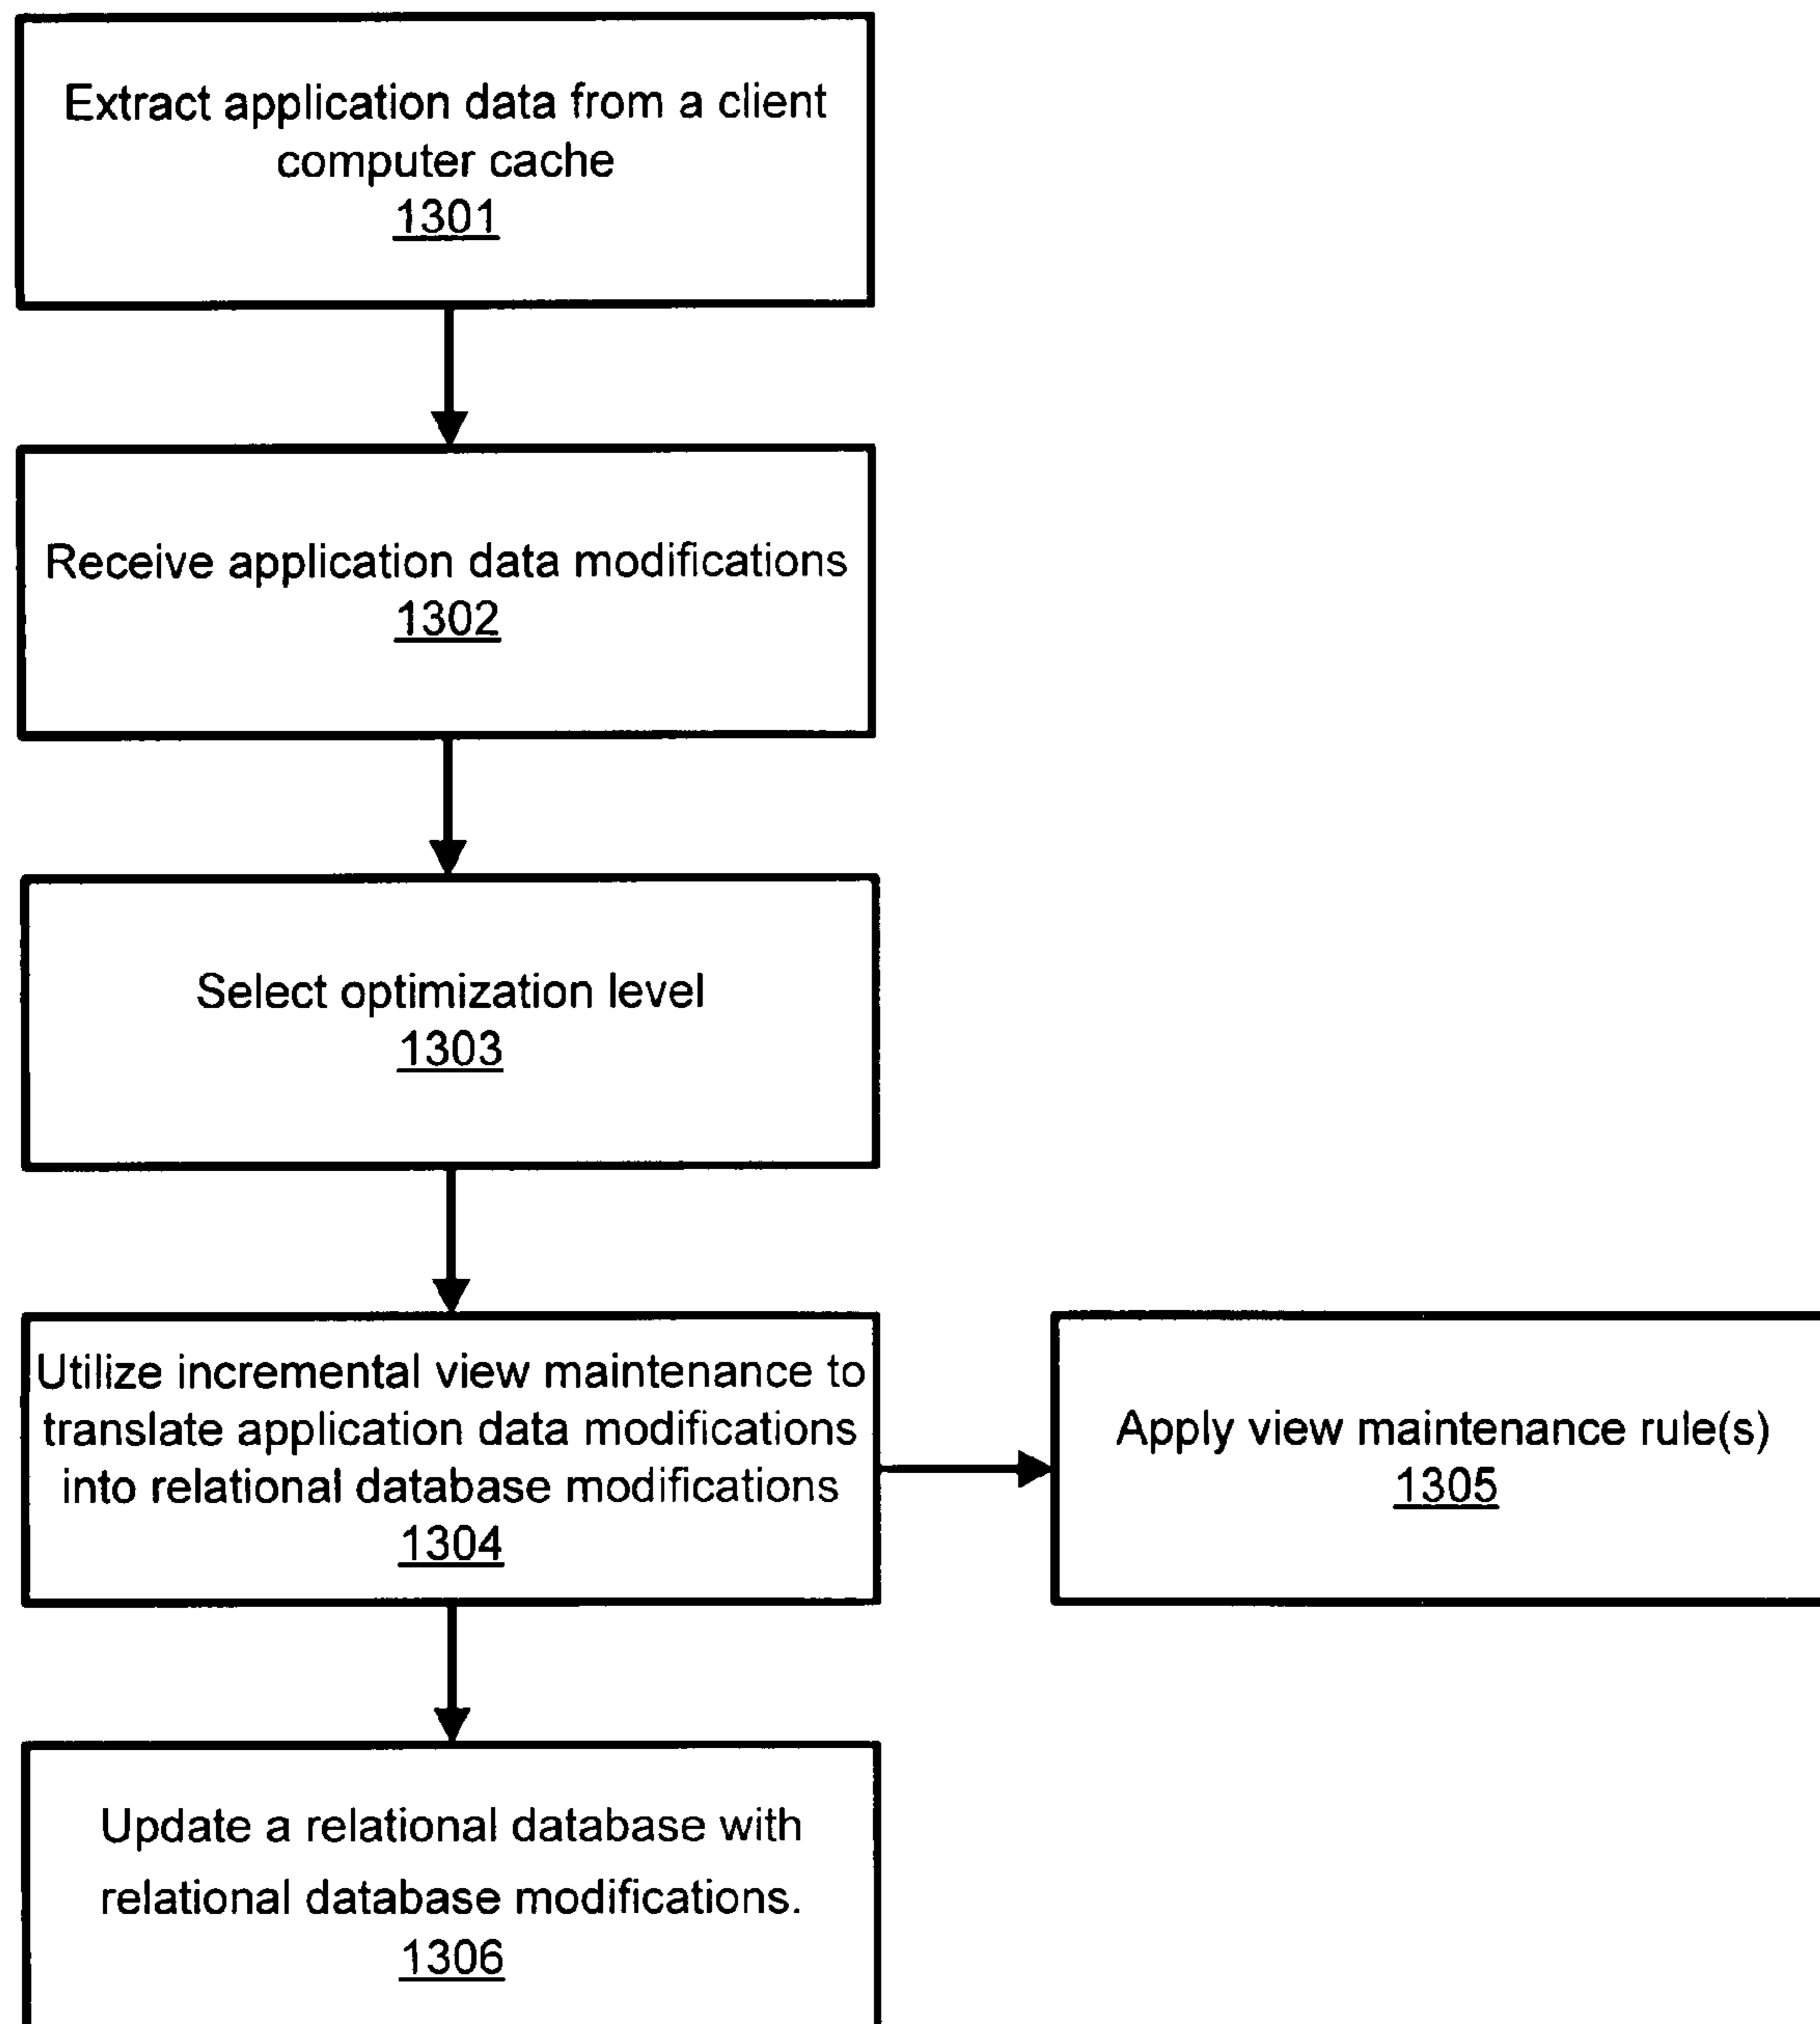 Extract application data from a client
computer cache
1301
Receive application data modifications
1302
Select optimization level
1303
Utilize incremental view maintenance to
translate application data modifications
into relational database modifications
1304
Apply view maintenance rule(s)
1305
Update a relational database with
relational database modifications.
1306